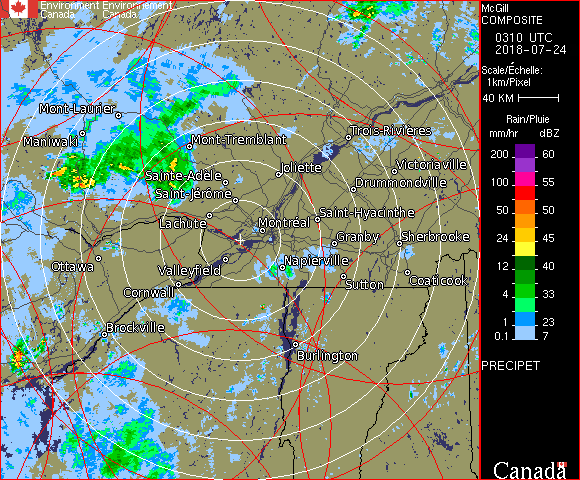 Environment Environnement
Canada Canada
McGill
COMPOSITE
0310 UTC
2018-07-24
Scale/Échelle:
1km/Pixel
40 KM
Rain/Pluie
mm/hr dBZ
200 60
150 57
100 55
50 50
24 45
12 40
4 33
1 23
0.1 7
PRECIPET
Canada
Mont-Laurier
Maniwaki
Mont-Tremblant
Trois-Rivières
Joliette
Victoriaville
Sainte-Adèle
Drummondville
Saint-Jérôme
Lachute
Saint-Hyacinthe
Montréal
Granby
Sherbrooke
Ottawa
Valleyfield
Napierville
Sutton
Coaticook
Cornwall
Brockville
Burlington